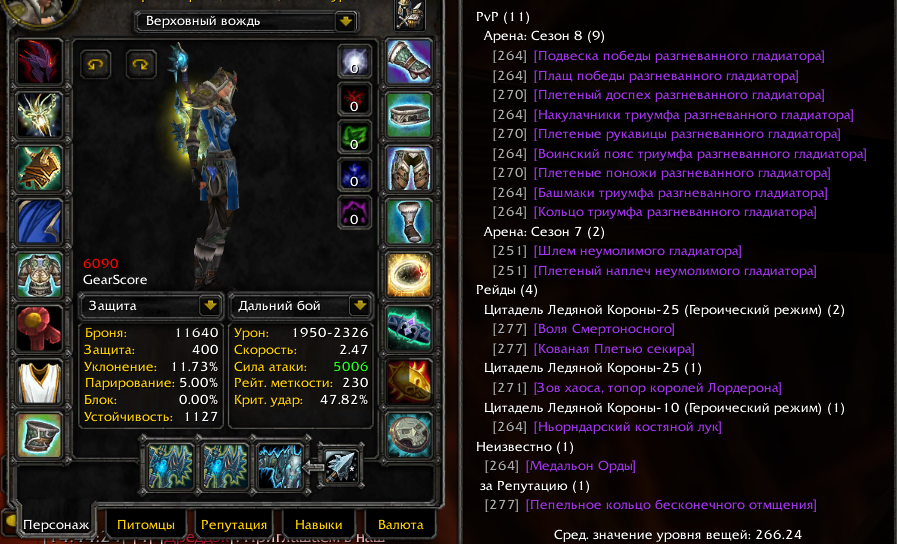 Верховный вождь
0
0
0
0
0
6090
GearScore
Защита
Дальний бой
Броня: 11640
Защита: 400
Уклонение: 11.73%
Парирование: 5.00%
Блок: 0.00%
Устойчивость: 1127
Урон: 1950-2326
Скорость: 2.47
Сила атаки: 5006
Рейт. меткости: 230
Крит. удар: 47.82%
Персонаж
Питомцы
Репутация
Навыки
Валюта
PvP (11)
Арена: Сезон 8 (9)
[264] [Подвеска победы разгневанного гладиатора]
[264] [Плащ победы разгневанного гладиатора]
[270] [Плетеный доспех разгневанного гладиатора]
[264] [Накулачники триумфа разгневанного гладиатора]
[270] [Плетеные рукавицы разгневанного гладиатора]
[264] [Воинский пояс триумфа разгневанного гладиатора]
[270] [Плетеные поножи разгневанного гладиатора]
[264] [Башмаки триумфа разгневанного гладиатора]
[264] [Кольцо триумфа разгневанного гладиатора]
Арена: Сезон 7 (2)
[251] [Шлем неумолимого гладиатора]
[251] [Плетеный наплеч неумолимого гладиатора]
Рейды (4)
Цитадель Ледяной Короны-25 (Героический режим) (2)
[277] [Воля Смертоносного]
[277] [Кованая Плетью секира]
Цитадель Ледяной Короны-25 (1)
[271] [Зов хаоса, топор королей Лордерона]
Цитадель Ледяной Короны-10 (Героический режим) (1)
[264] [Ньорндарский костяной лук]
Неизвестно (1)
[264] [Медальон Орды]
за Репутацию (1)
[277] [Пепельное кольцо бесконечного отмщения]
Сред. значение уровня вещей: 266.24